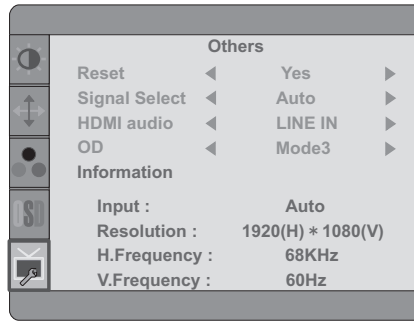 Others
Reset Yes
Signal Select Auto
HDMI audio LINE IN
OD Mode3
Information
Input : Auto
Resolution : 1920(H) * 1080(V)
H.Frequency : 68KHz
V.Frequency : 60Hz
OSD